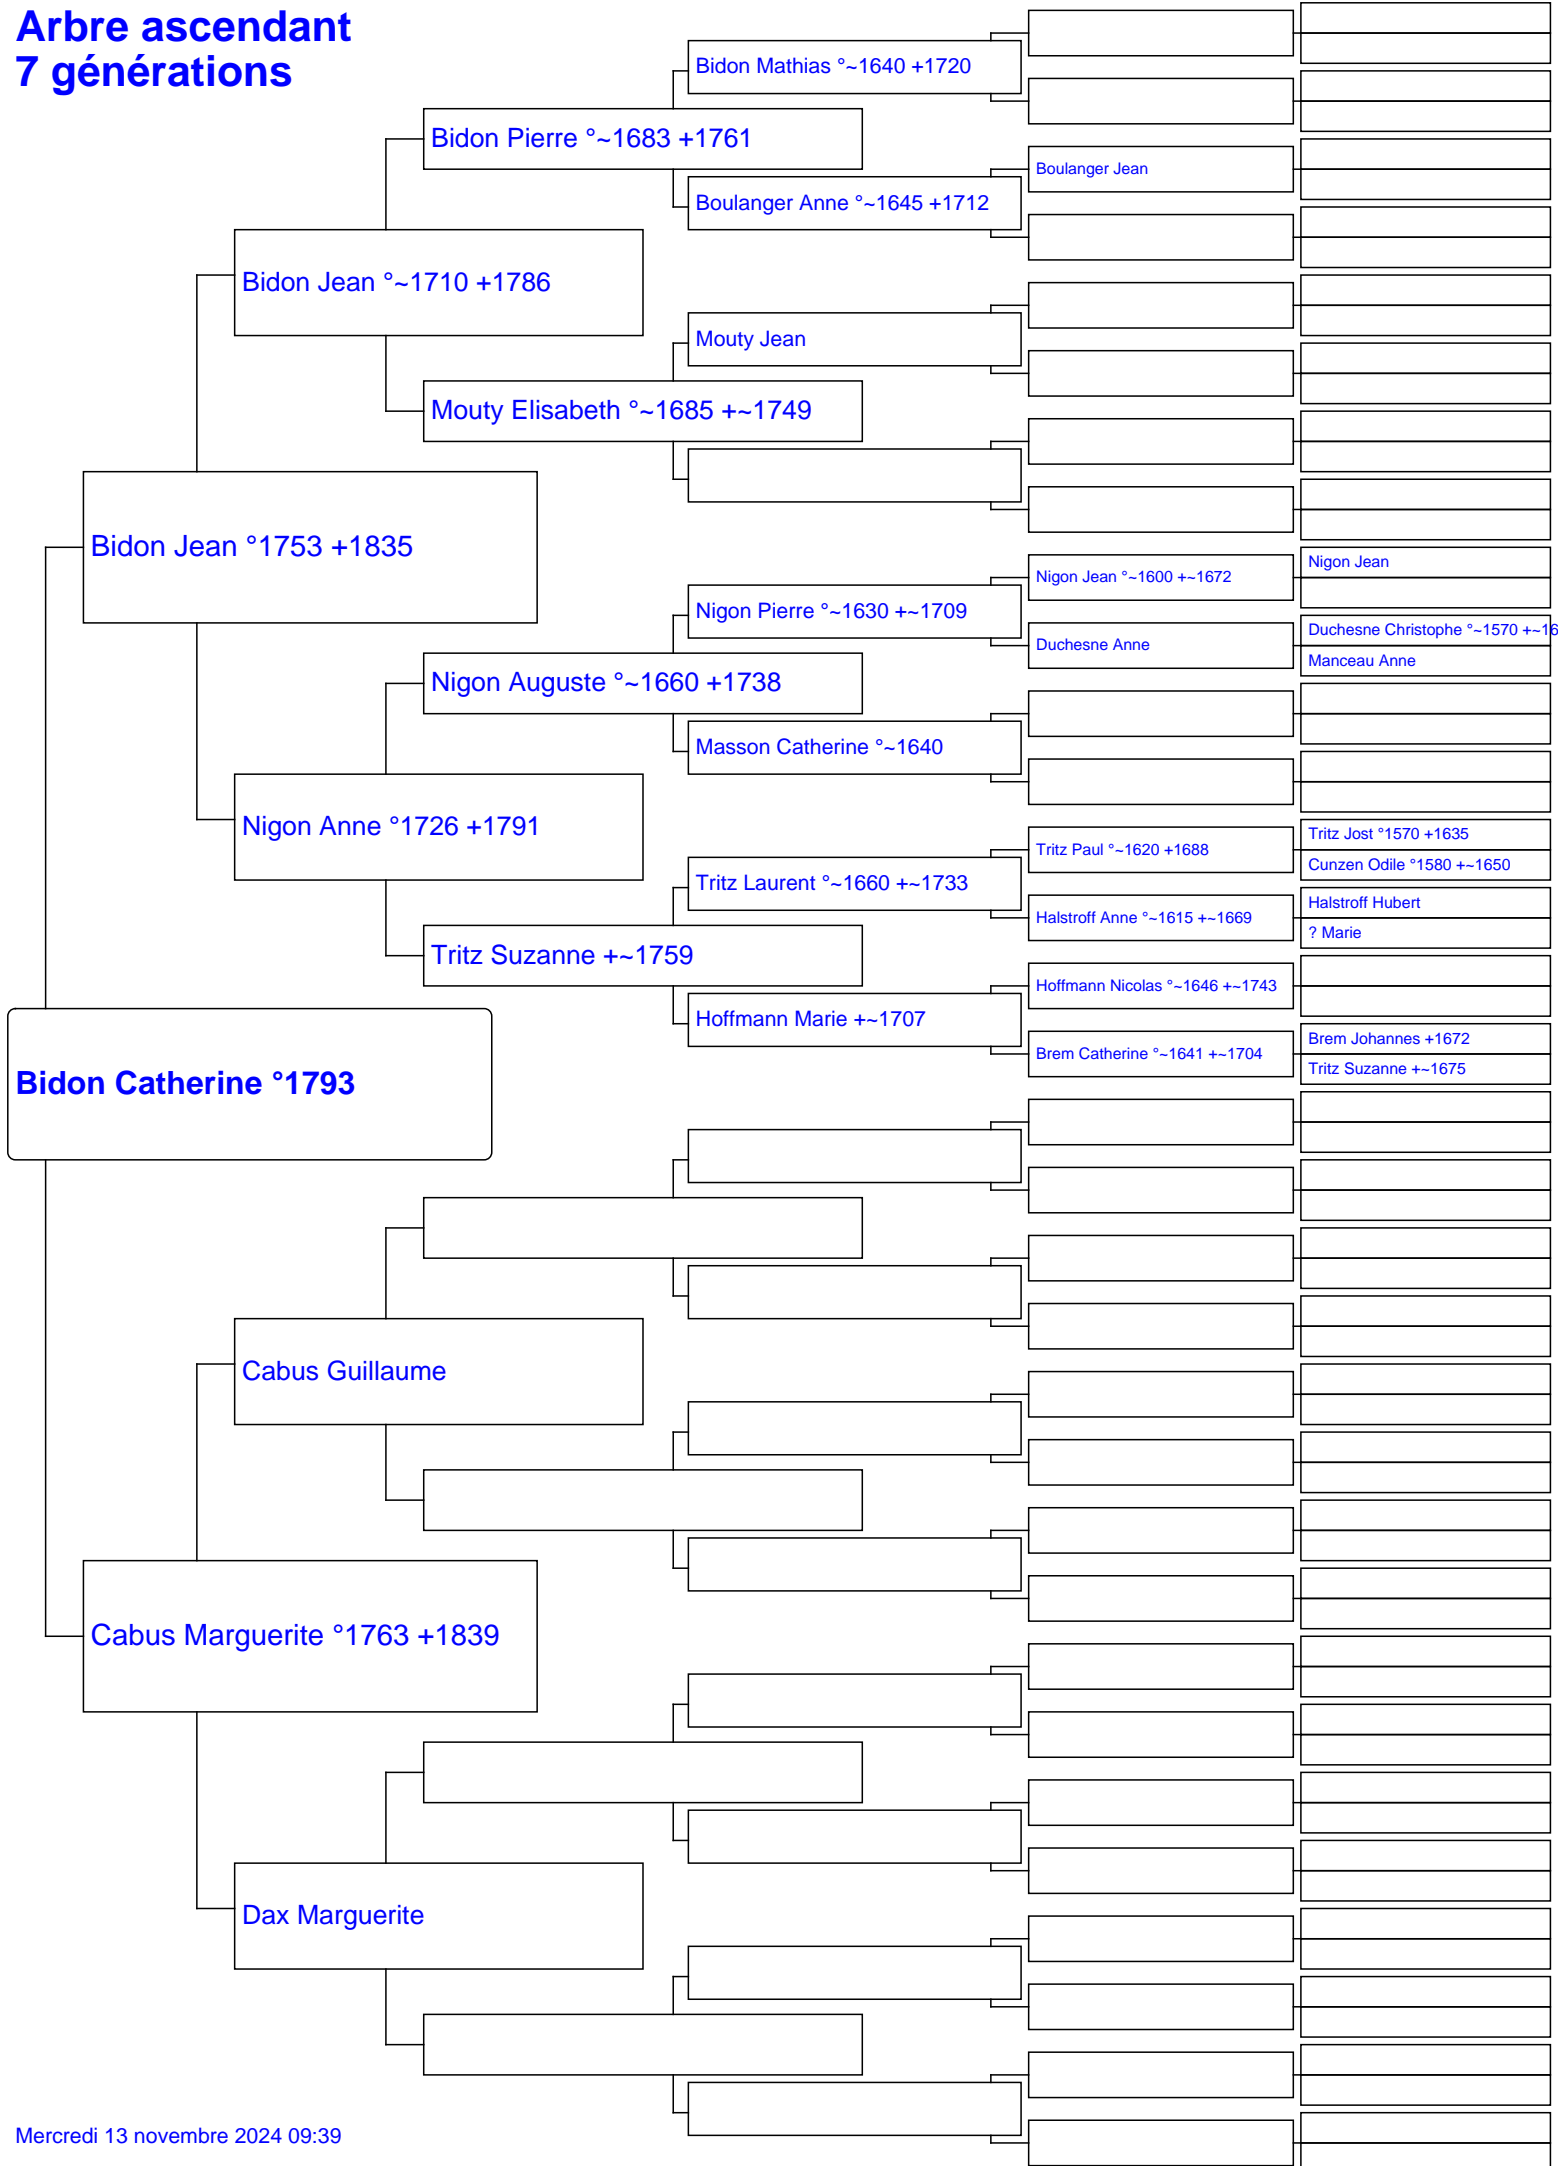 Arbre ascendant
7 générations
Bidon Mathias °~1640 +1720
Bidon Pierre °~1683 +1761
Boulanger Jean
Boulanger Anne °~1645 +1712
Bidon Jean °~1710 +1786
Mouty Jean
Mouty Elisabeth °~1685 +~1749
Bidon Jean °1753 +1835
Nigon Jean
Nigon Jean °~1600 +~1672
Nigon Pierre °~1630 +~1709
Duchesne Christophe °~1570 +~16
Duchesne Anne
Manceau Anne
Nigon Auguste °~1660 +1738
Masson Catherine °~1640
Nigon Anne °1726 +1791
Tritz Jost °1570 +1635
Tritz Paul °~1620 +1688
Cunzen Odile °1580 +~1650
Tritz Laurent °~1660 +~1733
Halstroff Hubert
Halstroff Anne °~1615 +~1669
? Marie
Tritz Suzanne +~1759
Hoffmann Nicolas °~1646 +~1743
Hoffmann Marie +~1707
Brem Johannes +1672
Brem Catherine °~1641 +~1704
Tritz Suzanne +~1675
Bidon Catherine °1793
Cabus Guillaume
Cabus Marguerite °1763 +1839
Dax Marguerite
Mercredi 13 novembre 2024 09:39